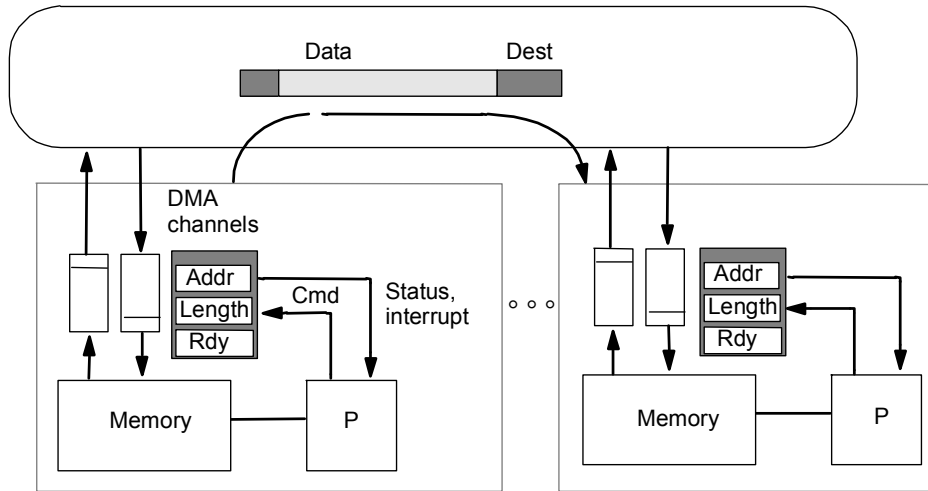 Data Dest
DMA
channels
Addr
Length
Rdy
Cmd
Status,
interrupt
Memory
P
Addr
Length
Rdy
Memory
P